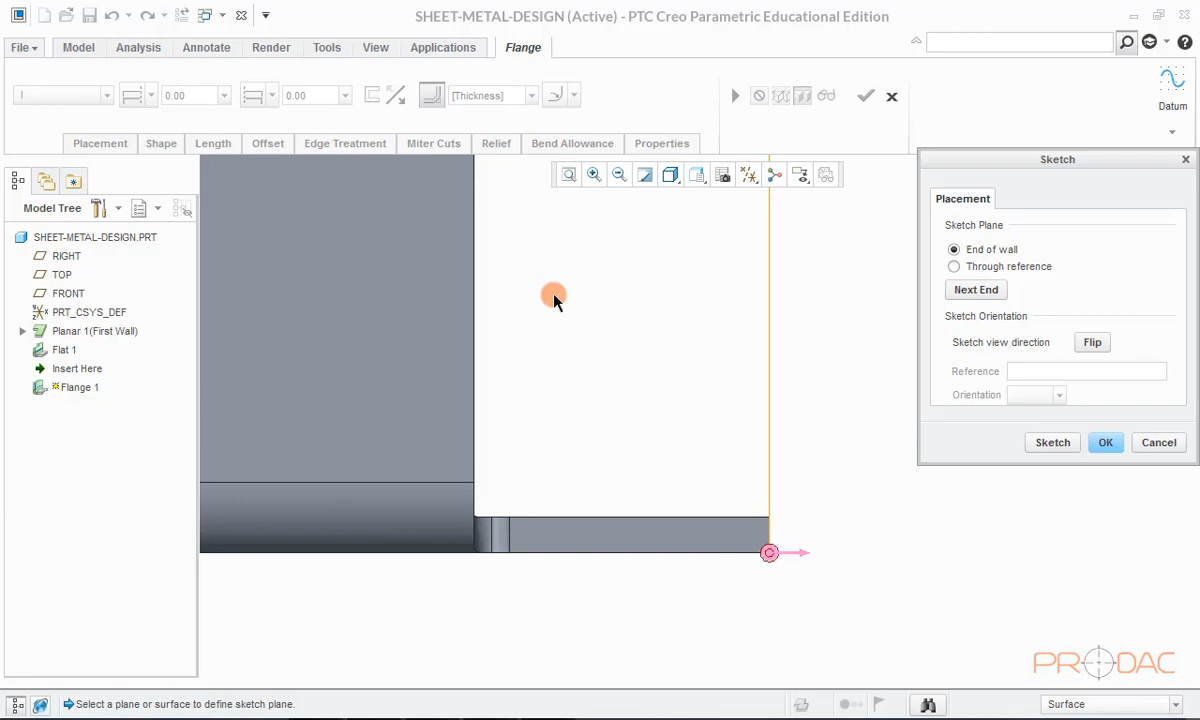 SHEET-METAL-DESIGN (Active) - PTC Creo Parametric Educational Edition
File Model Analysis Annotate Render Tools View Applications Flange
I 0.00 0.00 [Thickness]
Datum
Placement Shape Length Offset Edge Treatment Miter Cuts Relief Bend Allowance Properties
Model Tree
SHEET-METAL-DESIGN.PRT
RIGHT
TOP
FRONT
PRT_CSYS_DEF
Planar 1(First Wall)
Flat 1
Insert Here
Flange 1
Sketch
Placement
Sketch Plane
End of wall
Through reference
Next End
Sketch Orientation
Sketch view direction Flip
Reference
Orientation
Sketch OK Cancel
PRODAC
Select a plane or surface to define sketch plane.
Surface